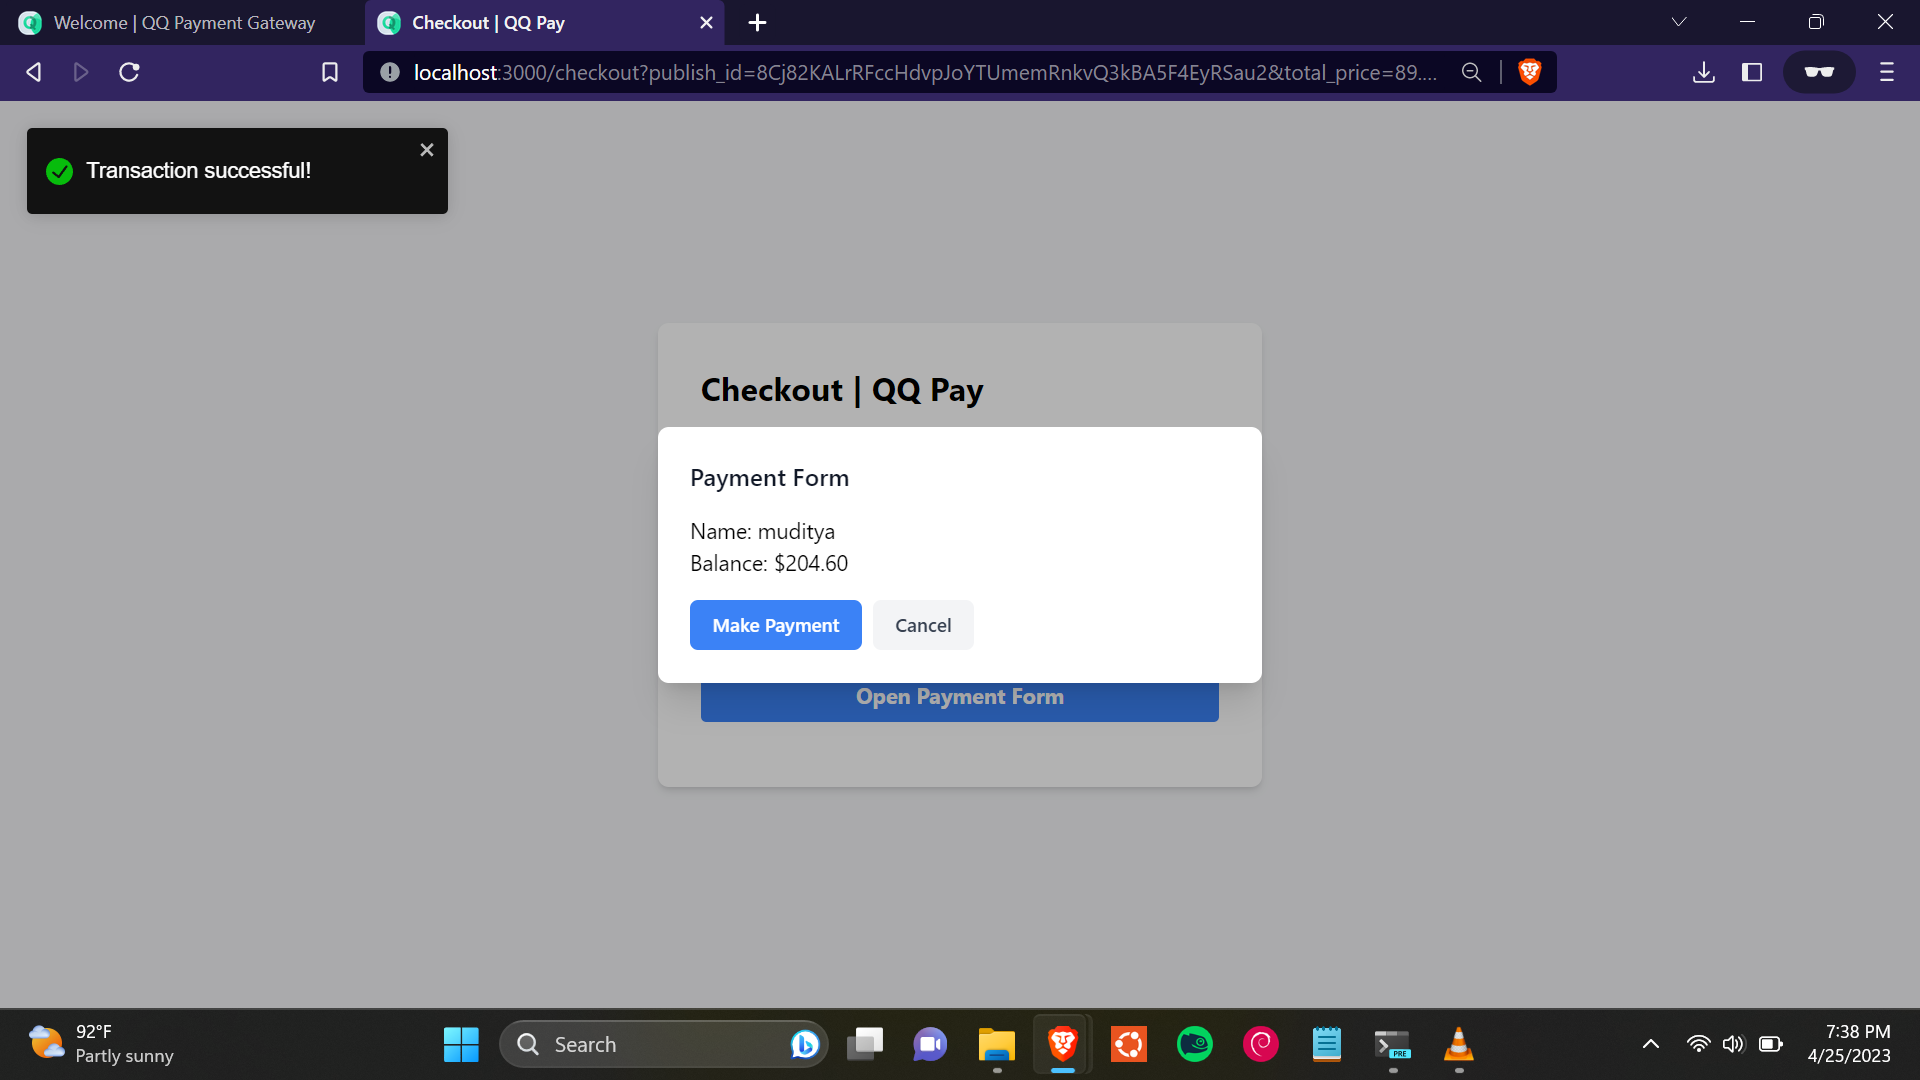 Welcome | QQ Payment Gateway
Checkout | QQ Pay
localhost:3000/checkout?publish_id=8Cj82KALrRFccHdvpJoYTUmemRnkvQ3kBA5F4EyRSau2&total_price=89....
Transaction successful!
Checkout | QQ Pay
Payment Form
Name: muditya
Balance: $204.60
Make Payment
Cancel
Open Payment Form
92°F
Partly sunny
Search
PRE
7:38 PM
4/25/2023